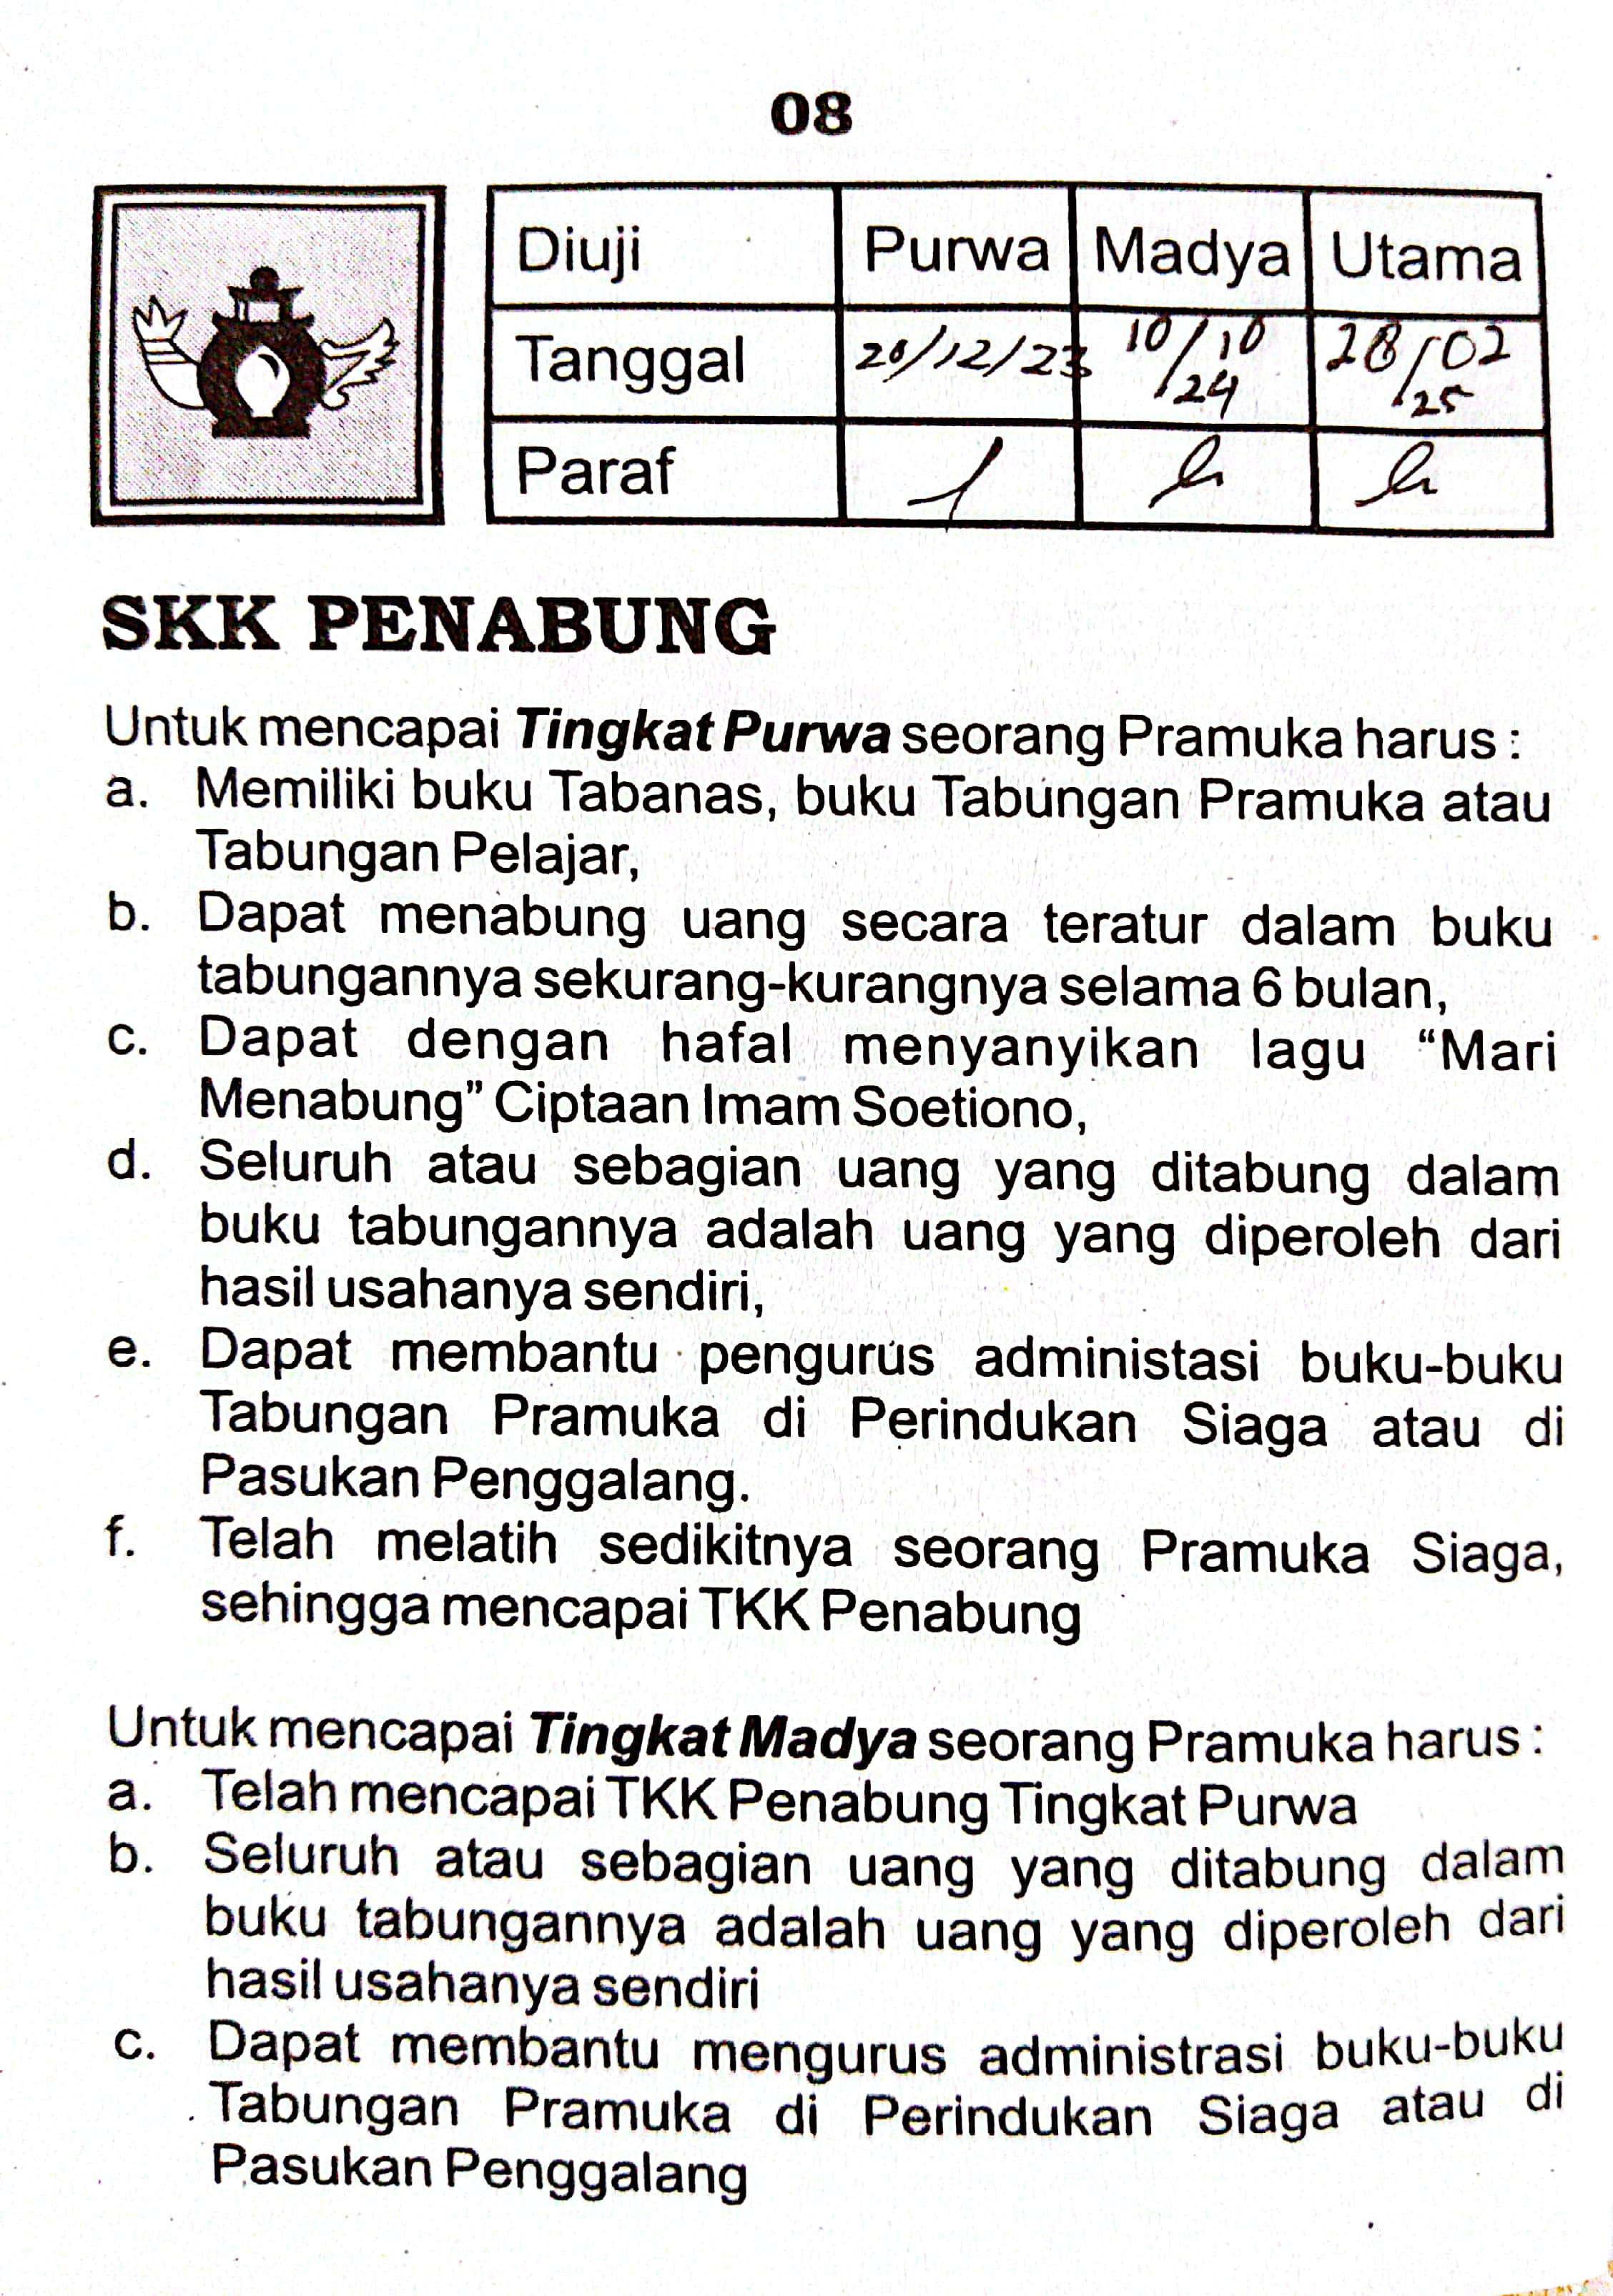 08
Diuji Purwa Madya Utama
Tanggal 20/12/23 10/10/24 28/02/25
Paraf
SKK PENABUNG
Untuk mencapai Tingkat Purwa seorang Pramuka harus :
a. Memiliki buku Tabanas, buku Tabungan Pramuka atau
Tabungan Pelajar,
b. Dapat menabung uang secara teratur dalam buku
tabungannya sekurang-kurangnya selama 6 bulan,
c. Dapat dengan hafal menyanyikan lagu “Mari
Menabung” Ciptaan Imam Soetiono,
d. Seluruh atau sebagian uang yang ditabung dalam
buku tabungannya adalah uang yang diperoleh dari
hasil usahanya sendiri,
e. Dapat membantu pengurus administasi buku-buku
Tabungan Pramuka di Perindukan Siaga atau di
Pasukan Penggalang.
f. Telah melatih sedikitnya seorang Pramuka Siaga,
sehingga mencapai TKK Penabung
Untuk mencapai Tingkat Madya seorang Pramuka harus :
a. Telah mencapai TKK Penabung Tingkat Purwa
b. Seluruh atau sebagian uang yang ditabung dalam
buku tabungannya adalah uang yang diperoleh dari
hasil usahanya sendiri
c. Dapat membantu mengurus administrasi buku-buku
Tabungan Pramuka di Perindukan Siaga atau di
Pasukan Penggalang